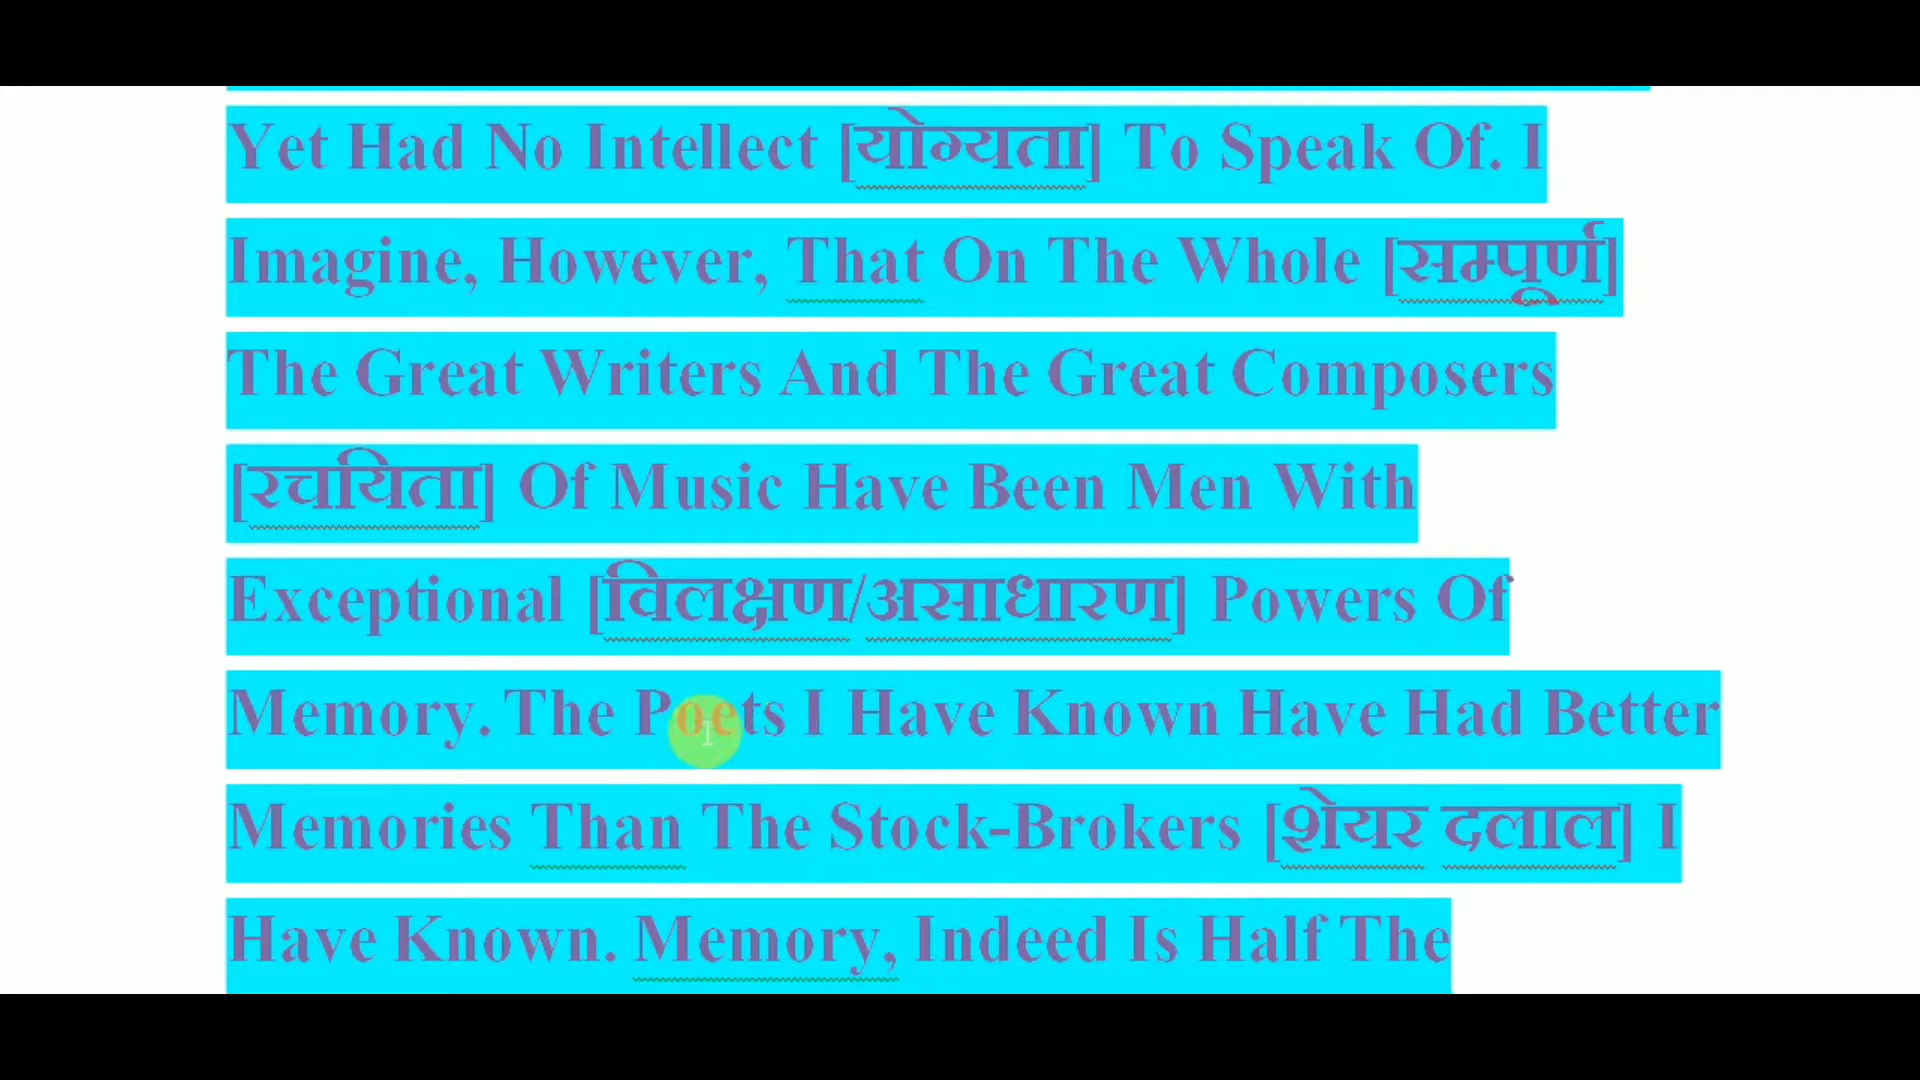 Yet Had No Intellect [योग्यता] To Speak Of. I
Imagine, However, That On The Whole [सम्पूर्ण]
The Great Writers And The Great Composers
[रचयिता] Of Music Have Been Men With
Exceptional [विलक्षण/असाधारण] Powers Of
Memory. The Poets I Have Known Have Had Better
Memories Than The Stock-Brokers [शेयर दलाल] I
Have Known. Memory, Indeed Is Half The